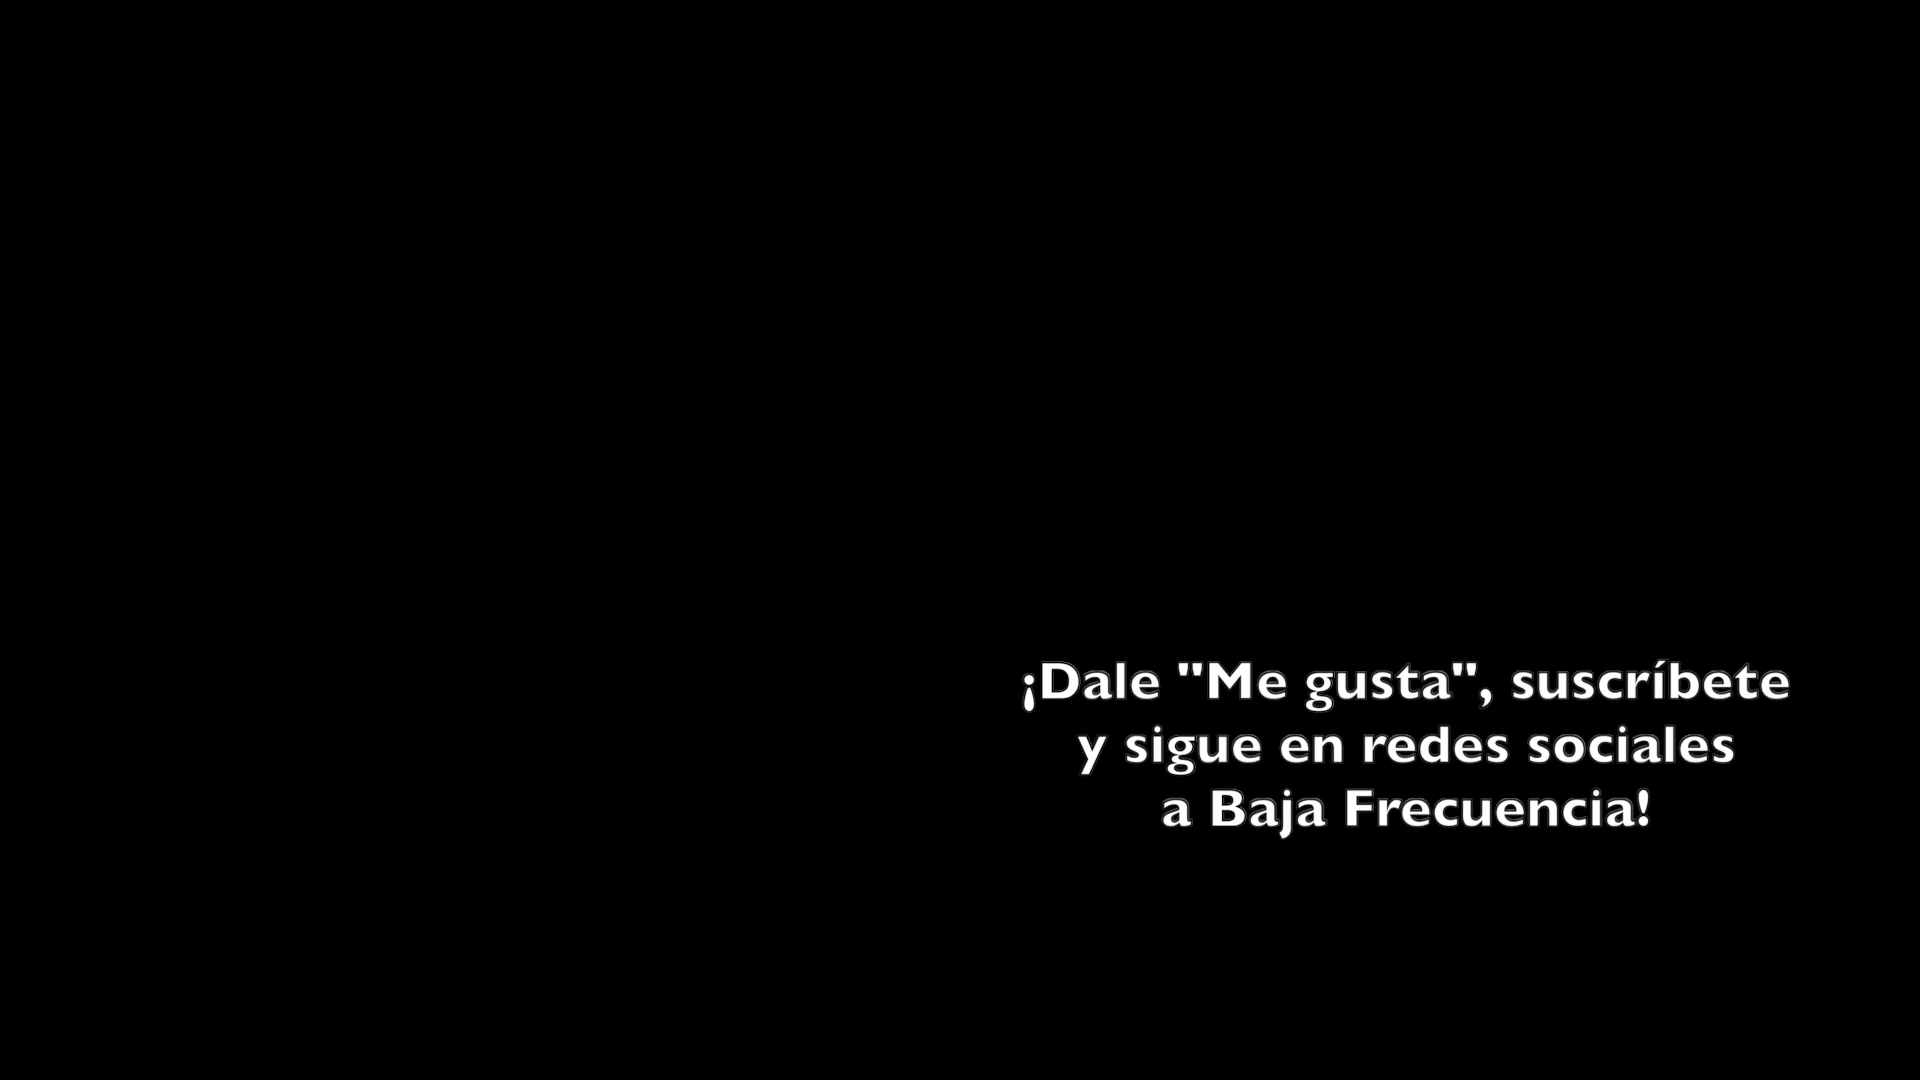 ¡Dale "Me gusta", suscríbete
y sigue en redes sociales
a Baja Frecuencia!